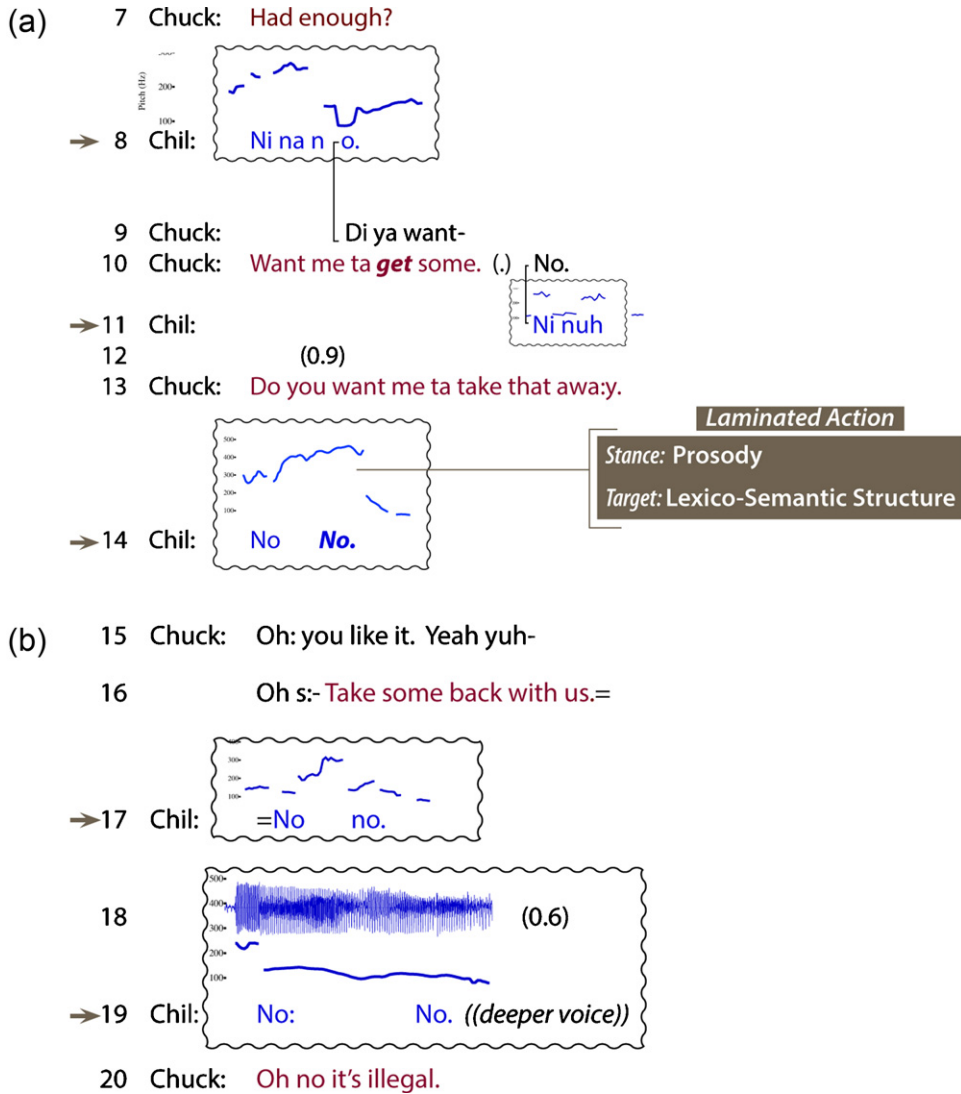 (a) 7 Chuck: Had enough?
Pitch (Hz)
200
100
→ 8 Chil: Ni na n o.
9 Chuck: Di ya want-
10 Chuck: Want me ta get some. (.) No.
→ 11 Chil: Ni nuh
12 (0.9)
13 Chuck: Do you want me ta take that awa:y.
Laminated Action
Stance: Prosody
Target: Lexico-Semantic Structure
500
400
300
200
100
→ 14 Chil: No No.
(b) 15 Chuck: Oh: you like it. Yeah yuh-
16 Oh s:- Take some back with us.=
300
200
100
→ 17 Chil: =No no.
500
400
300
200
100
18 (0.6)
→ 19 Chil: No: No. ((deeper voice))
20 Chuck: Oh no it's illegal.